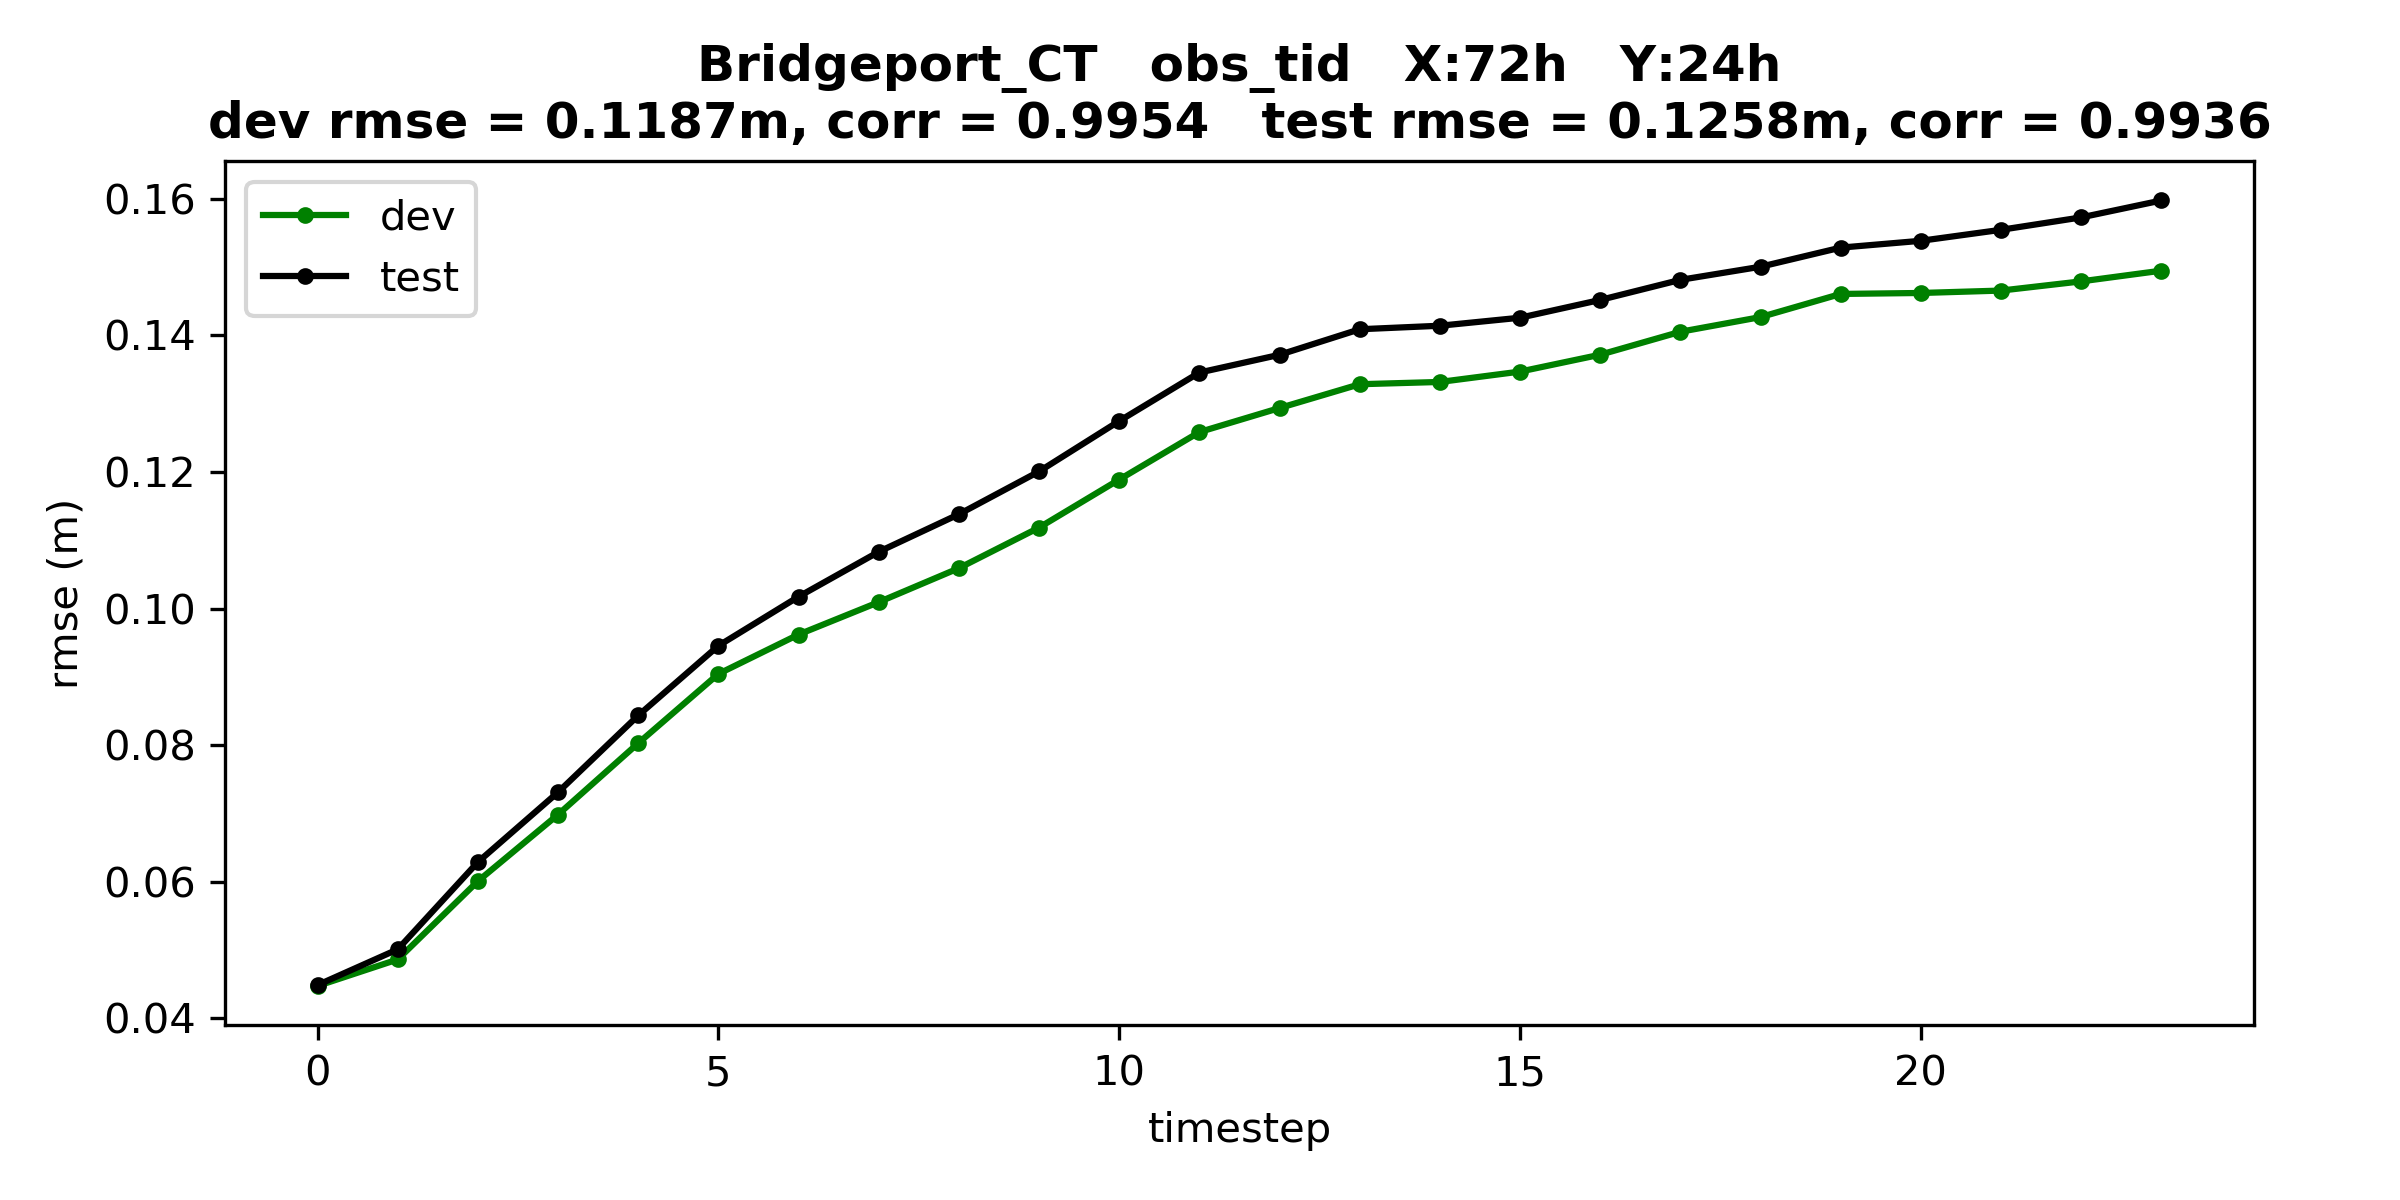 Bridgeport_CT obs_tid X:72h Y:24h
dev rmse = 0.1187m, corr = 0.9954 test rmse = 0.1258m, corr = 0.9936
dev
test
0.16
0.14
0.12
0.10
0.08
0.06
0.04
rmse (m)
0 5 10 15 20
timestep